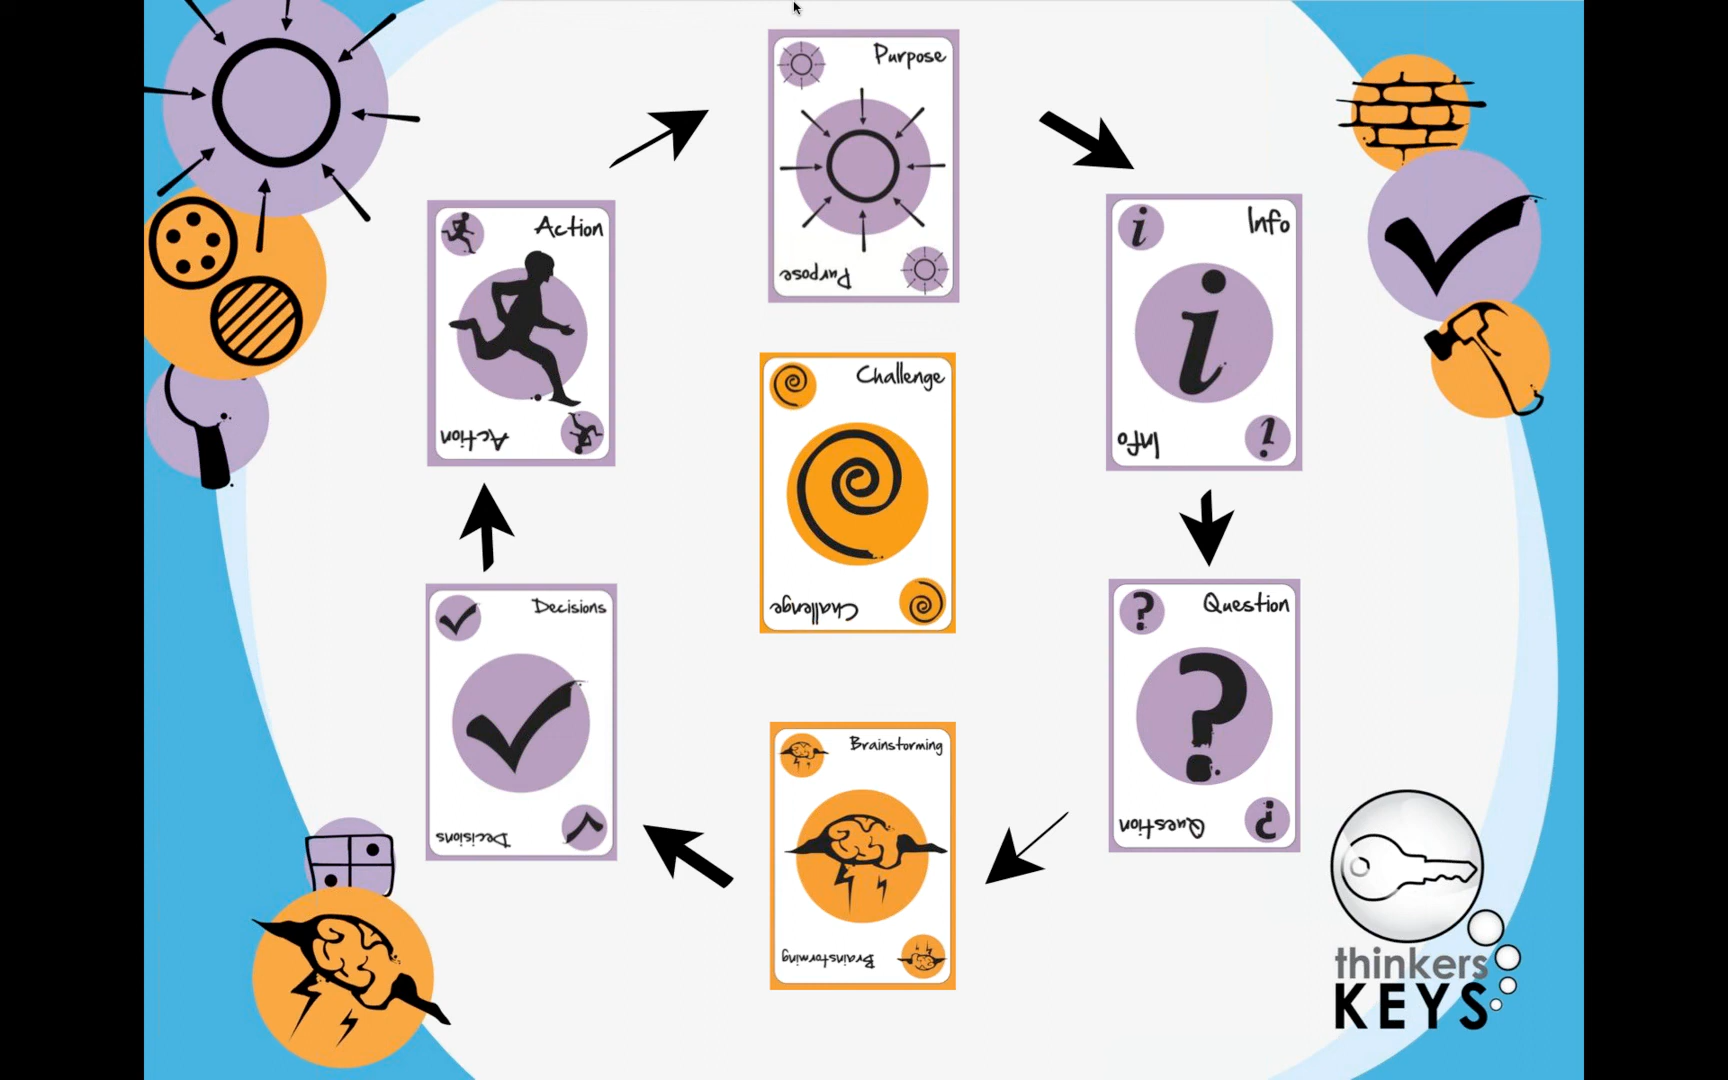 Purpose
Purpose
Action
Action
Info
Info
Challenge
Challenge
Decisions
Decisions
Question
Question
Brainstorming
Brainstorming
thinkers
KEYS